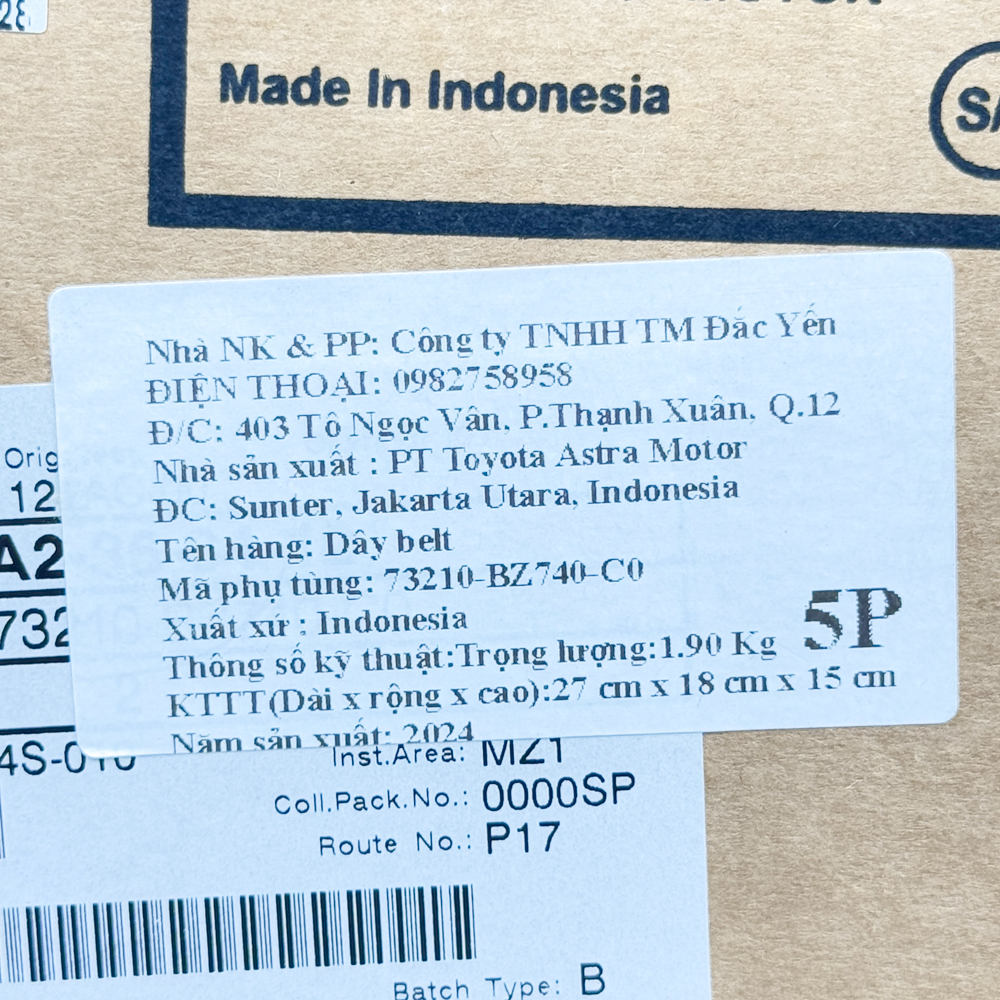 Made In Indonesia
Nhà NK & PP: Công ty TNHH TM Đắc Yến
ĐIỆN THOẠI: 0982758958
Đ/C: 403 Tô Ngọc Vân, P.Thạnh Xuân, Q.12
Nhà sản xuất : PT Toyota Astra Motor
ĐC: Sunter, Jakarta Utara, Indonesia
Tên hàng: Dây belt
Mã phụ tùng: 73210-BZ740-C0
Xuất xứ : Indonesia
5P
Thông số kỹ thuật:Trọng lượng:1.90 Kg
KTTT(Dài x rộng x cao):27 cm x 18 cm x 15 cm
Năm sản xuất: 2024
Orig
12
A2
732
4S-010
Inst.Area: MZ1
Coll.Pack.No.: 0000SP
Route No.: P17
Batch Type: B